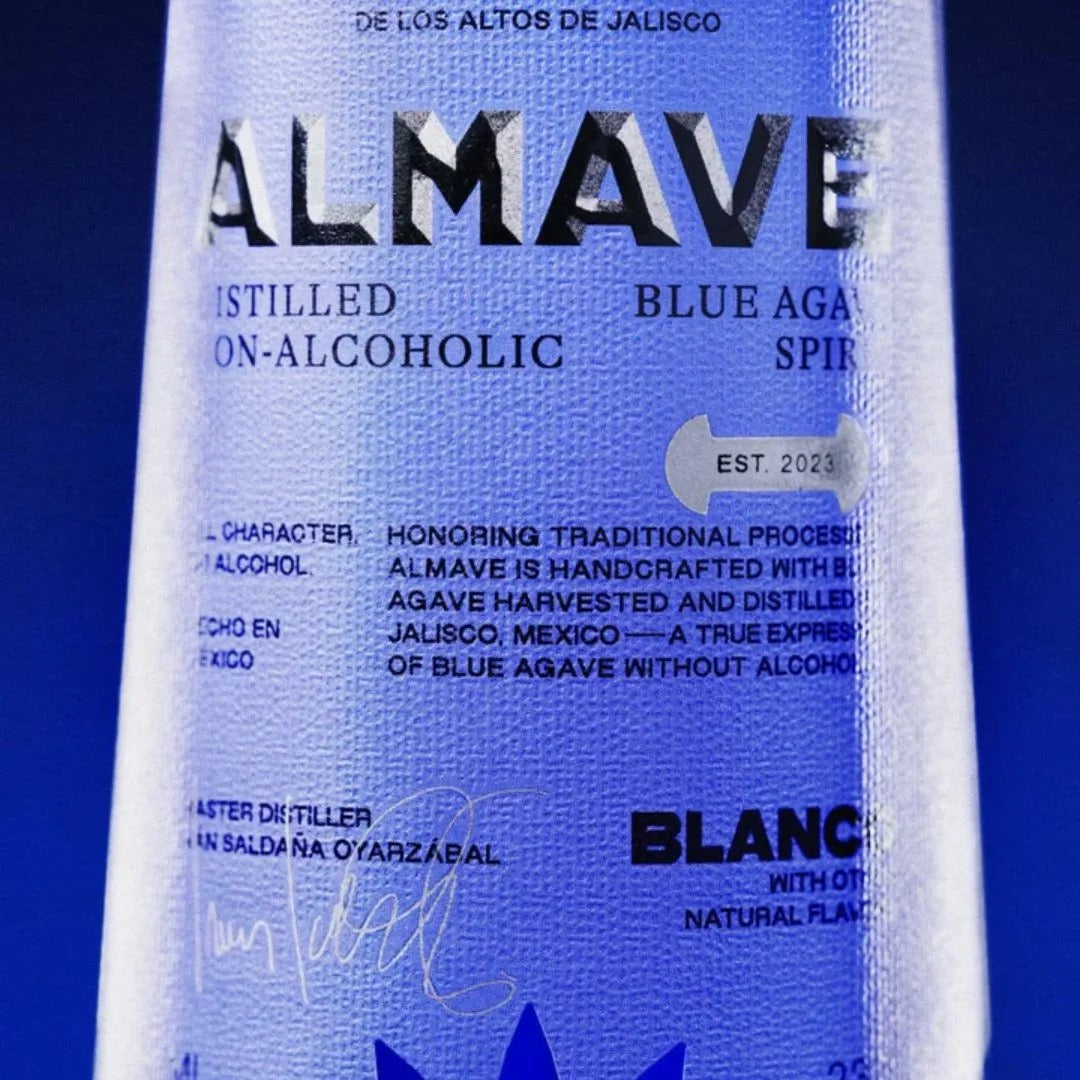 DE LOS ALTOS DE JALISCO
ALMAVE
ISTILLED
BLUE AGA
ON-ALCOHOLIC
SPIR
EST. 2023
L CHARACTER.
ALCOHOL.
ECHO EN
EXICO
HONORING TRADITIONAL PROCESS
ALMAVE IS HANDCRAFTED WITH BL
AGAVE HARVESTED AND DISTILLED
JALISCO, MEXICO — A TRUE EXPRESS
OF BLUE AGAVE WITHOUT ALCOHOL
ASTER DISTILLER
AN SALDAÑA OYARZÁBAL
BLANC
WITH OT
NATURAL FLAV